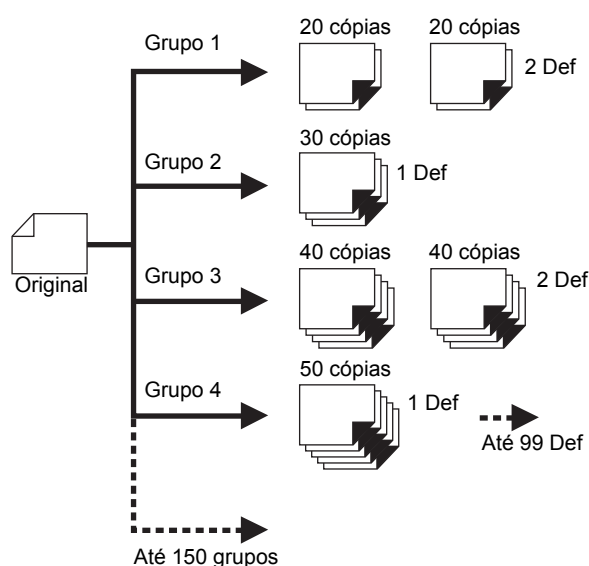 20 cópias 20 cópias
Grupo 1
2 Def
30 cópias
Grupo 2
1 Def
40 cópias 40 cópias
Grupo 3
2 Def
Original
50 cópias
Grupo 4
1 Def
Até 99 Def
Até 150 grupos